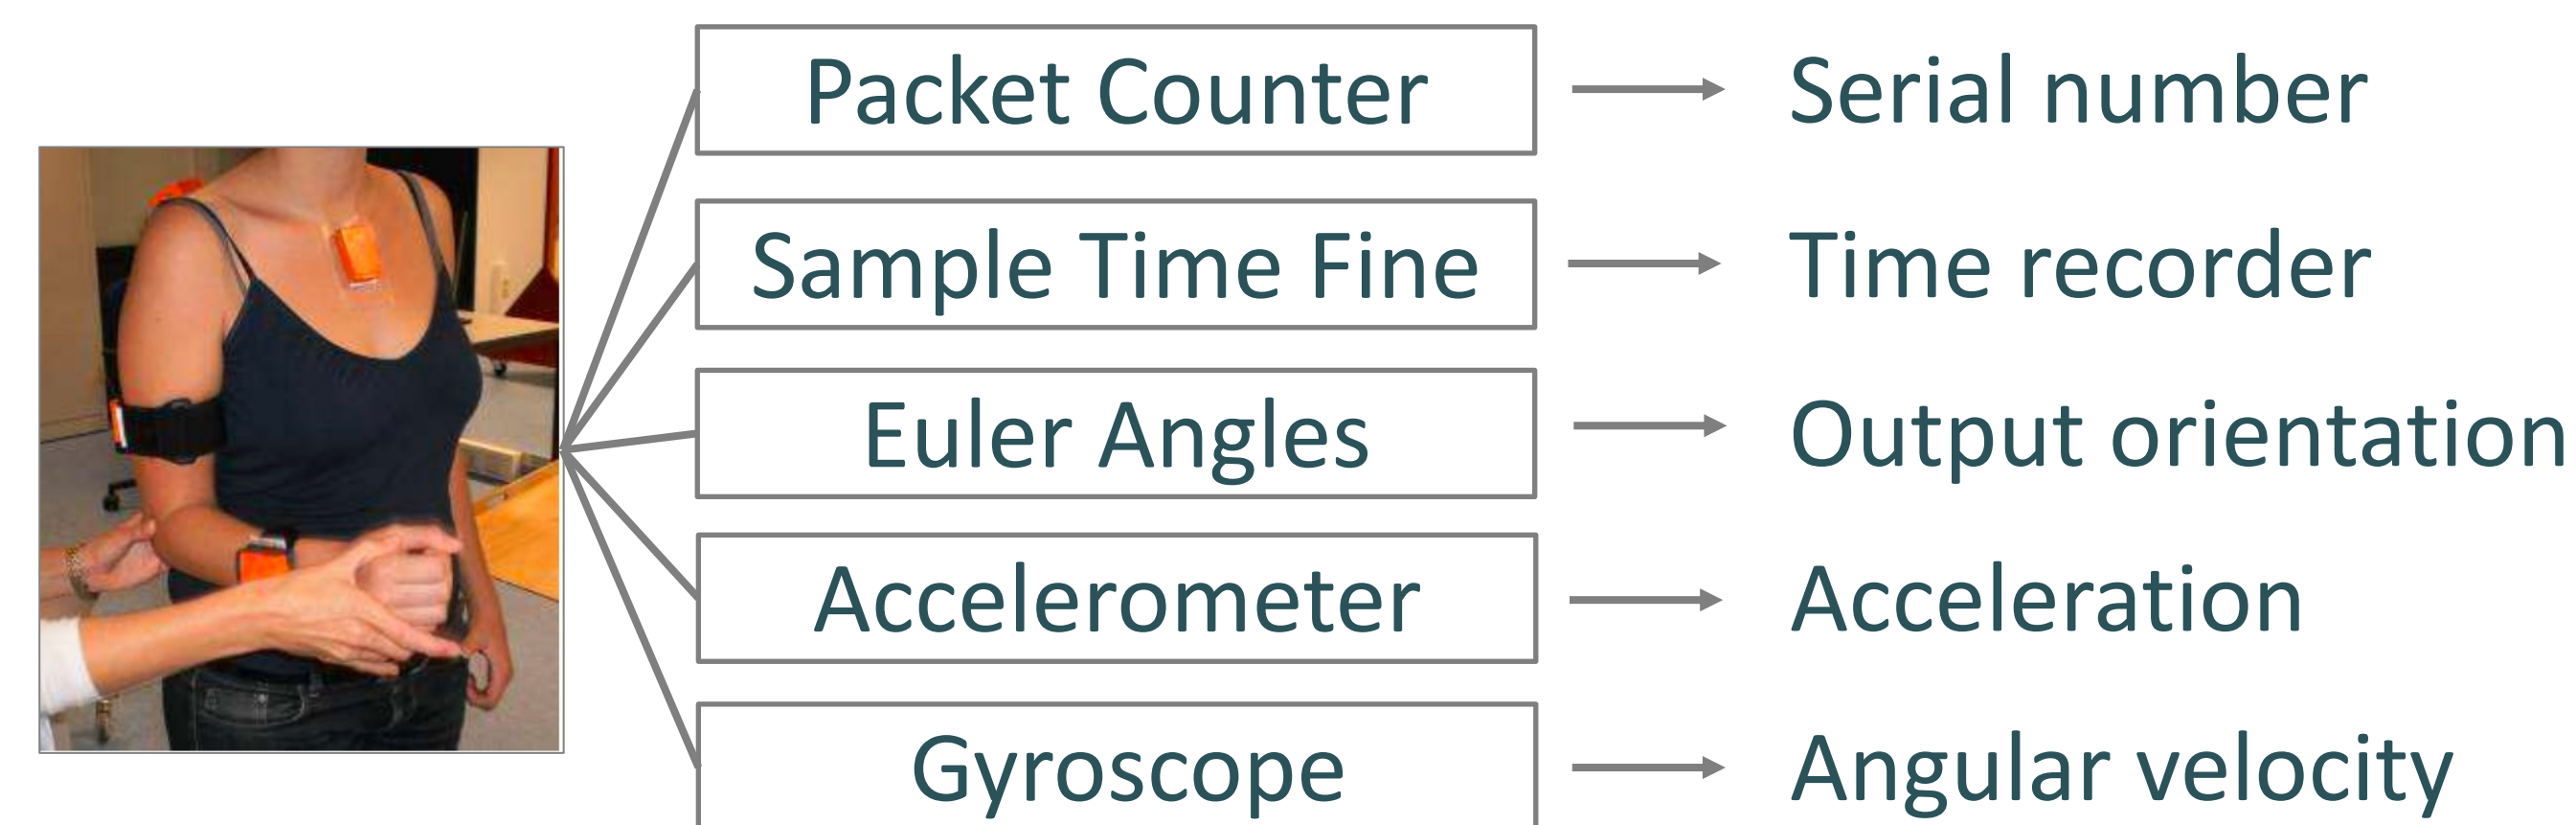 Packet Counter Serial number
Sample Time Fine Time recorder
Euler Angles Output orientation
Accelerometer Acceleration
Gyroscope Angular velocity